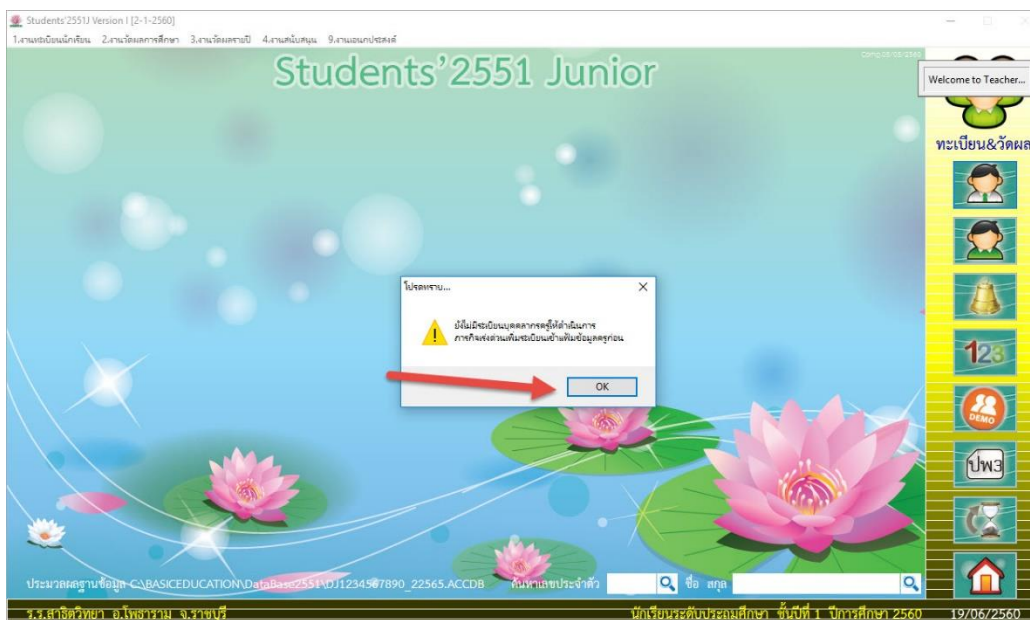 Students'2551J Version I [2-1-2560]
1.งานทะเบียนนักเรียน 2.งานวัดผลการศึกษา 3.งานวัดผลรายปี 4.งานสนับสนุน 9.งานเอนกประสงค์
Students’2551 Junior
Welcome to Teacher...
ทะเบียน&วัดผล
โปรดทราบ...
ยังไม่มีระเบียนบุคคลากรครูให้ดำเนินการ
ภารกิจเร่งด่วนเพิ่มระเบียนเข้าแฟ้มข้อมูลครูก่อน
OK
123
DEMO
ปพ3
ประมวลผลฐานข้อมูล C:\BASICEDUCATION\DataBase2551\DJ1234567890_22565.ACCDB ค้นหาเลขประจำตัว ชื่อ สกุล
ร.ร.สาธิตวิทยา อ.โพธาราม จ.ราชบุรี นักเรียนระดับประถมศึกษา ชั้นปีที่ 1 ปีการศึกษา 2560 19/06/2560